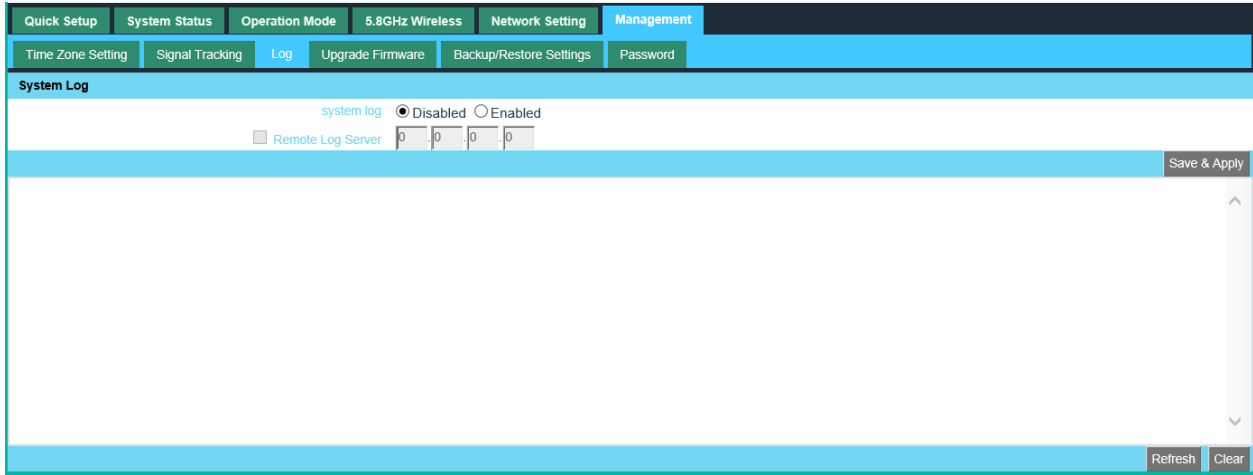 Quick Setup System Status Operation Mode 5.8GHz Wireless Network Setting Management
Time Zone Setting Signal Tracking Log Upgrade Firmware Backup/Restore Settings Password
System Log
system log Disabled Enabled
Remote Log Server 0 .0 .0 .0
Save & Apply
Refresh Clear